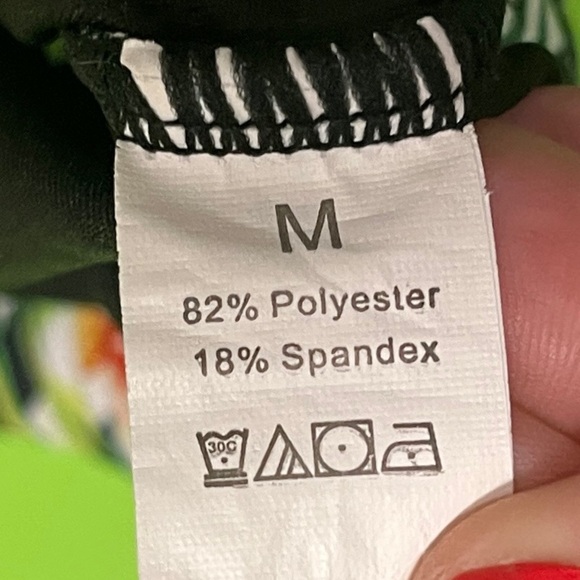 M
82% Polyester
18% Spandex
30C